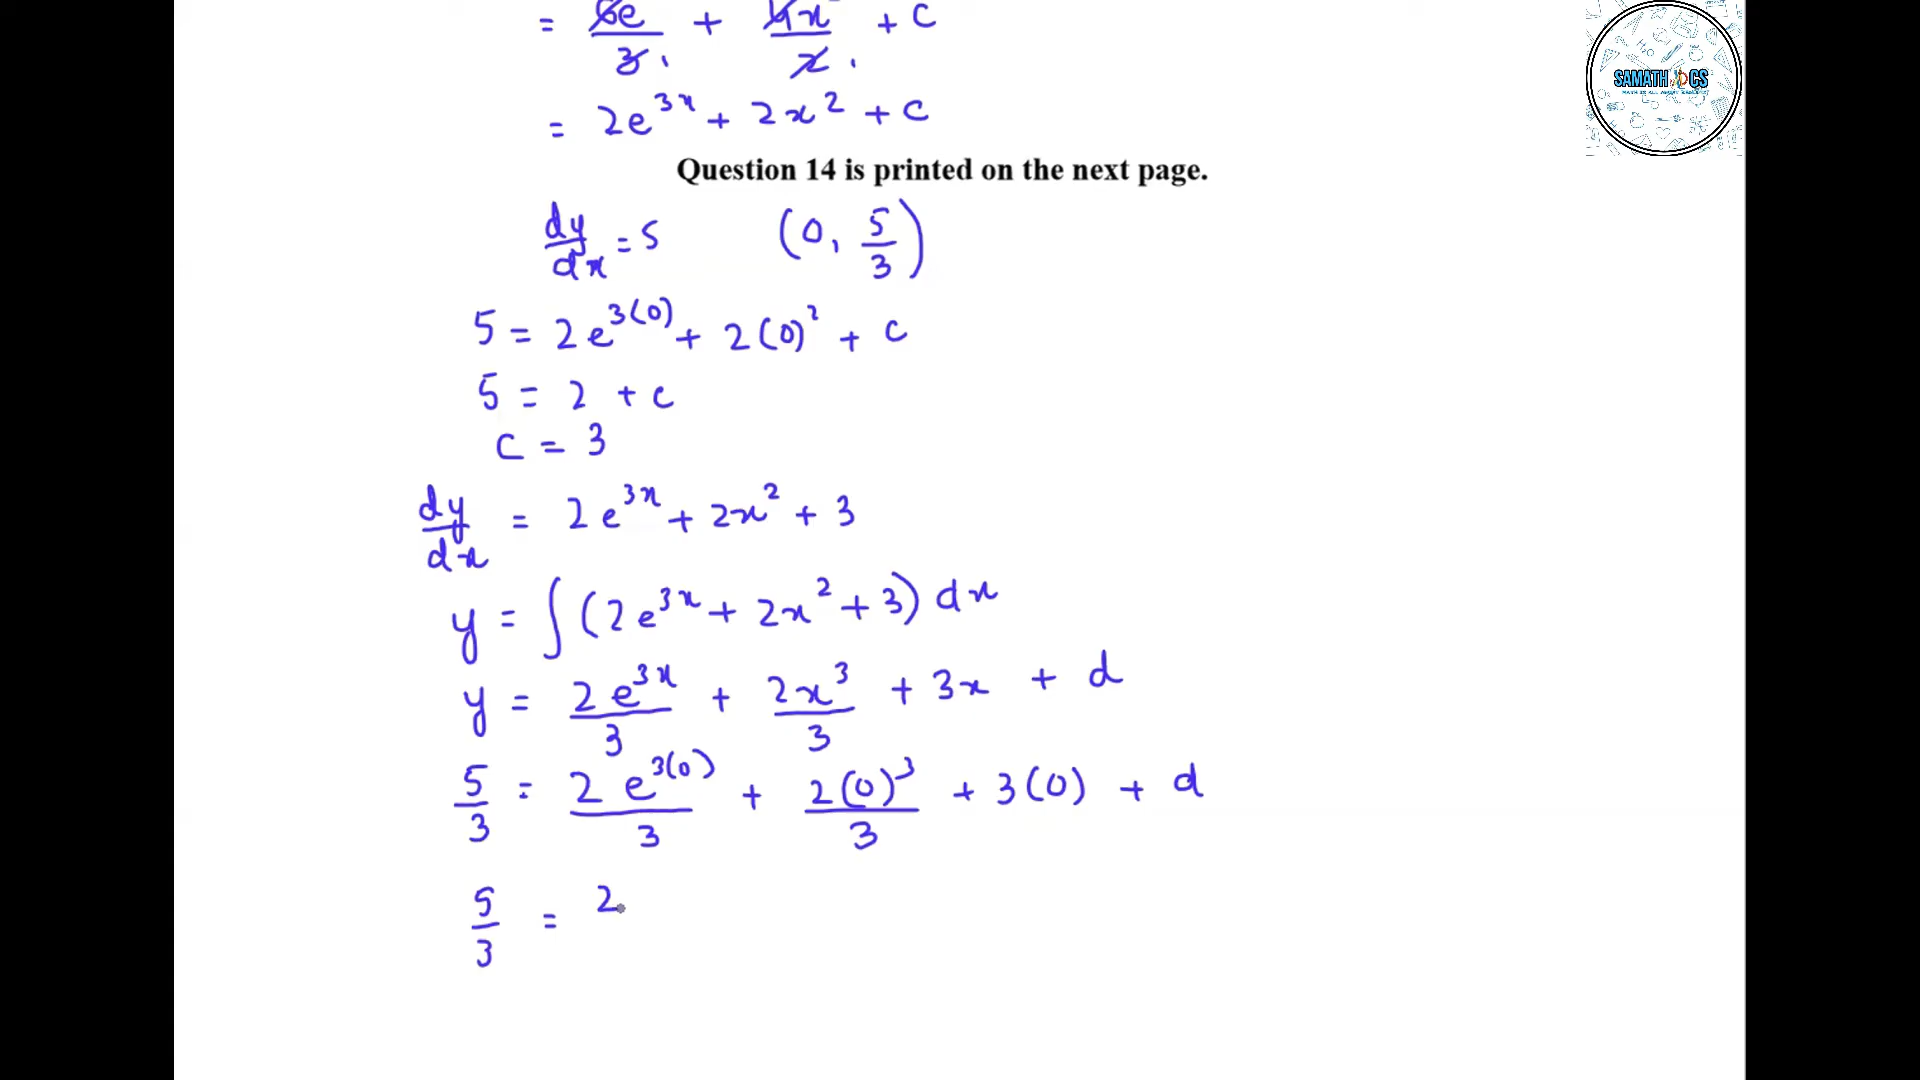 = 6e/3 1 + 4x/2 1 + c
= 2e^{3x} + 2x^2 + c
SAMATHDCS
Question 14 is printed on the next page.
dy/dx = 5 (0, 5/3)
5 = 2e^{3(0)} + 2(0)^2 + c
5 = 2 + c
c = 3
dy/dx = 2e^{3x} + 2x^2 + 3
y = ∫(2e^{3x} + 2x^2 + 3) dx
y = 2e^{3x}/3 + 2x^3/3 + 3x + d
5/3 = 2e^{3(0)}/3 + 2(0)^3/3 + 3(0) + d
5/3 = 2